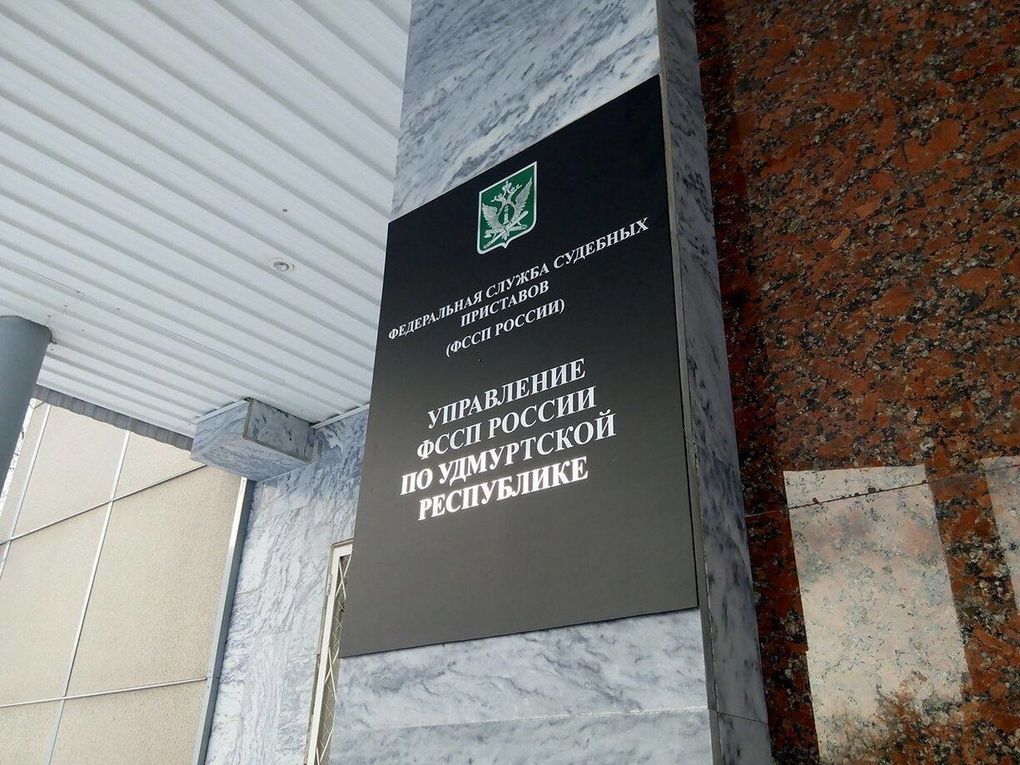 ФЕДЕРАЛЬНАЯ СЛУЖБА СУДЕБНЫХ
ПРИСТАВОВ
(ФССП РОССИИ)
УПРАВЛЕНИЕ
ФССП РОССИИ
ПО УДМУРТСКОЙ
РЕСПУБЛИКЕ